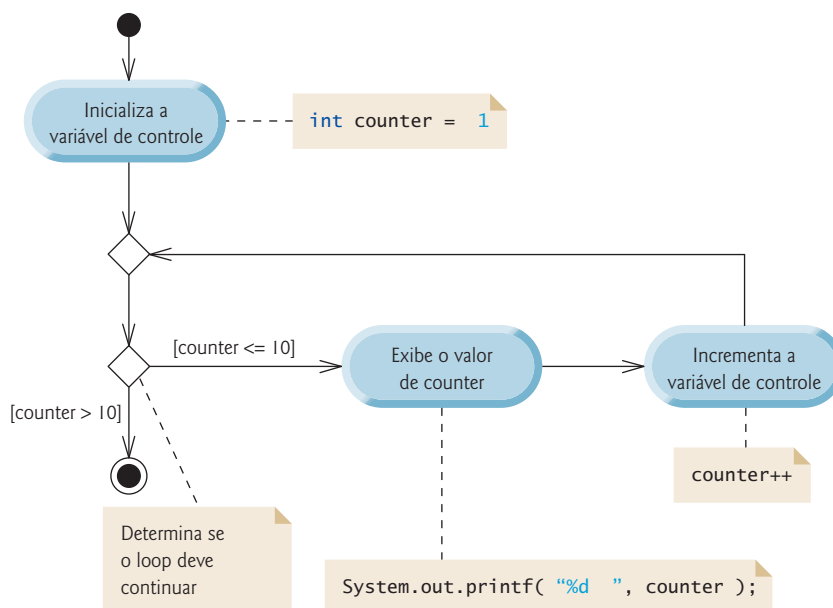 Inicializa a
variável de controle
int counter = 1
[counter <= 10]
Exibe o valor
de counter
Incrementa a
variável de controle
[counter > 10]
counter++
Determina se
o loop deve
continuar
System.out.printf( “%d  ”, counter );